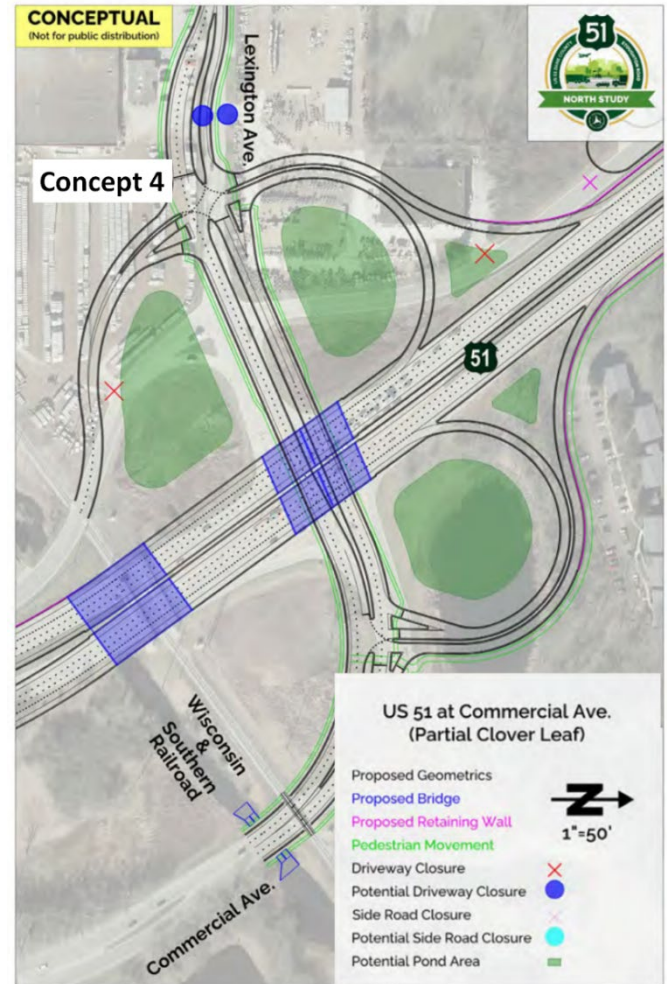 CONCEPTUAL
(Not for public distribution)
Lexington Ave.
51
NORTH STUDY
Concept 4
51
Wisconsin
&
Southern
Railroad
Commercial Ave.
US 51 at Commercial Ave.
(Partial Clover Leaf)
Proposed Geometrics
Proposed Bridge
Proposed Retaining Wall
Pedestrian Movement
Driveway Closure
Potential Driveway Closure
Side Road Closure
Potential Side Road Closure
Potential Pond Area
N
1"=50'